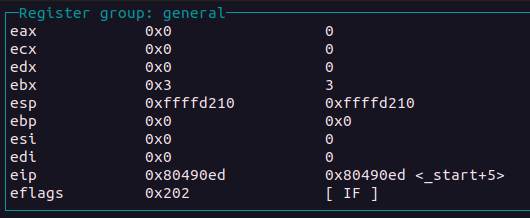 Register group: general
eax 0x0 0
ecx 0x0 0
edx 0x0 0
ebx 0x3 3
esp 0xffffd210 0xffffd210
ebp 0x0 0x0
esi 0x0 0
edi 0x0 0
eip 0x80490ed 0x80490ed <_start+5>
eflags 0x202 [ IF ]